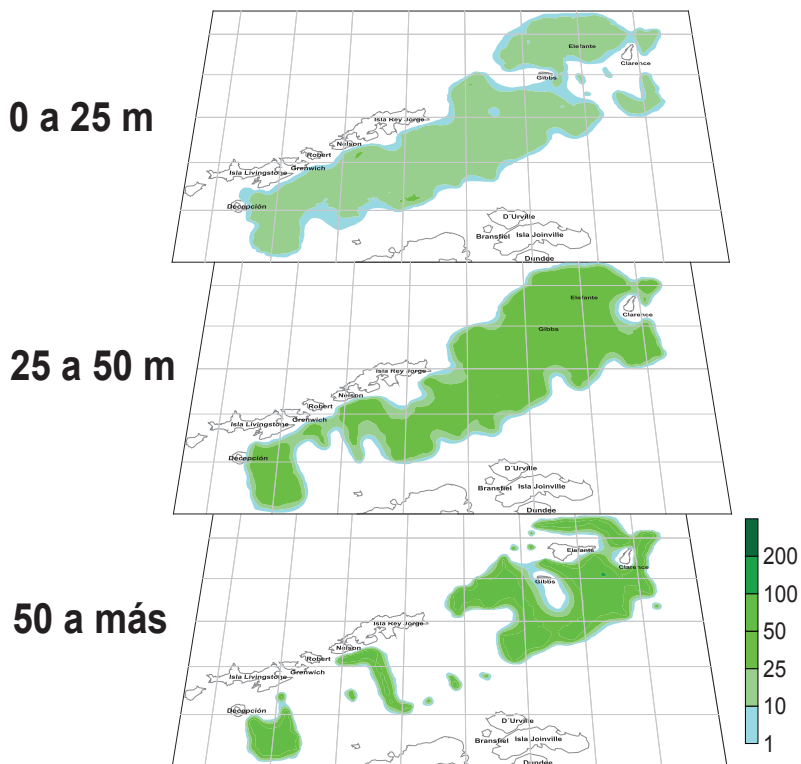 0 a 25 m
Elefante
Clarence
Gibbs
Isla Rey Jorge
Nelson
Robert
Grenwich
Isla Livingstone
Decepción
D´Urville
Bransfiel Isla Joinville
Dundee
25 a 50 m
Elefante
Clarence
Gibbs
Isla Rey Jorge
Nelson
Robert
Grenwich
Isla Livingstone
Decepción
D´Urville
Bransfiel Isla Joinville
Dundee
50 a más
Elefante
Clarence
Gibbs
Isla Rey Jorge
Nelson
Robert
Grenwich
Isla Livingstone
Decepción
D´Urville
Bransfiel Isla Joinville
Dundee
200
100
50
25
10
1